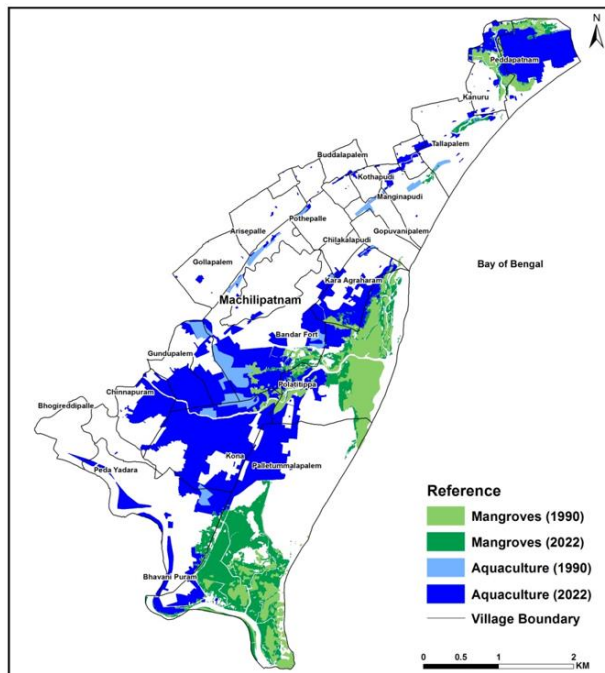 N
Peddapatnam
Kanuru
Tallapalem
Buddalapalem
Kothapudi
Manginapudi
Pothepalle
Arisepalle
Gopuvanipalem
Chilakalapudi
Gollapalem
Bay of Bengal
Kara Agraharam
Machilipatnam
Bandar Fort
Gundupalem
Polatitippa
Chinnapuram
Bhogireddipalle
Kona
Palletummalapalem
Peda Yadara
Bhavani Puram
Reference
Mangroves (1990)
Mangroves (2022)
Aquaculture (1990)
Aquaculture (2022)
Village Boundary
0 0.5 1 2
KM